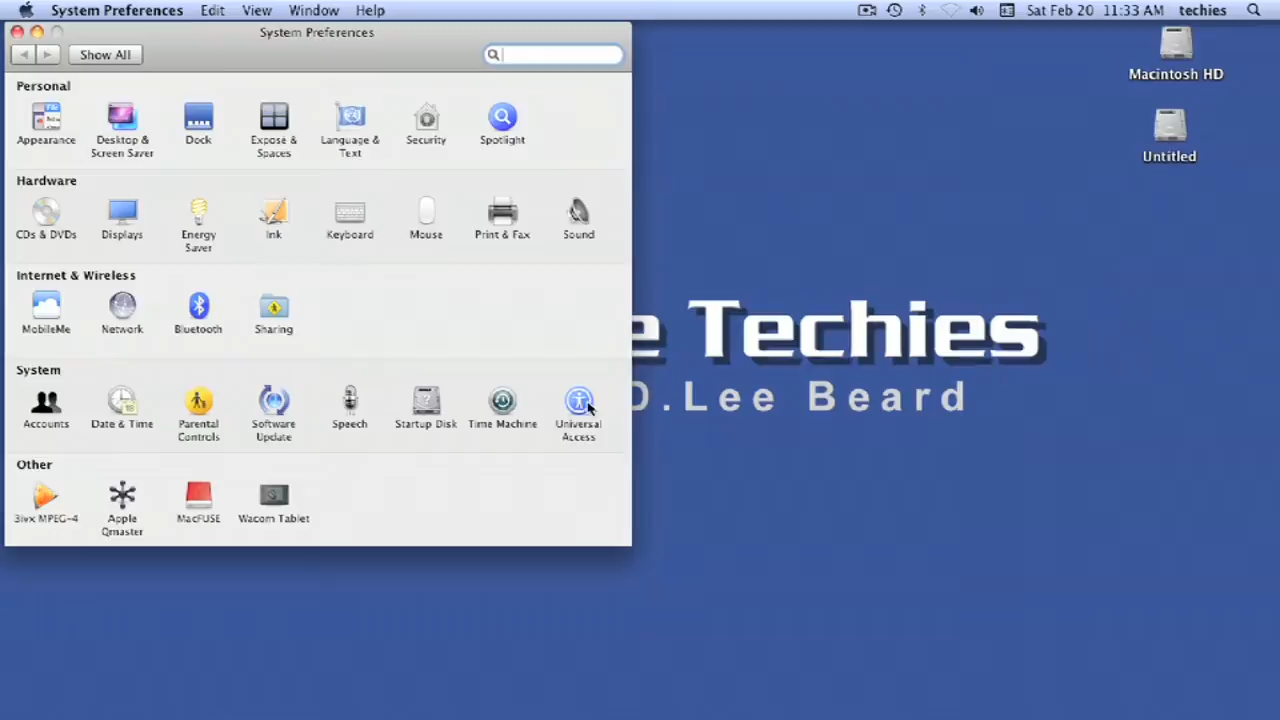 System Preferences Edit View Window Help Sat Feb 20 11:33 AM techies
System Preferences
Show All
Personal
Appearance Desktop & Screen Saver Dock Exposé & Spaces Language & Text Security Spotlight
Hardware
CDs & DVDs Displays Energy Saver Ink Keyboard Mouse Print & Fax Sound
Internet & Wireless
MobileMe Network Bluetooth Sharing
System
Accounts Date & Time Parental Controls Software Update Speech Startup Disk Time Machine Universal Access
Other
3ivx MPEG-4 Apple Qmaster MacFUSE Wacom Tablet
Macintosh HD
Untitled
e Techies
D.Lee Beard